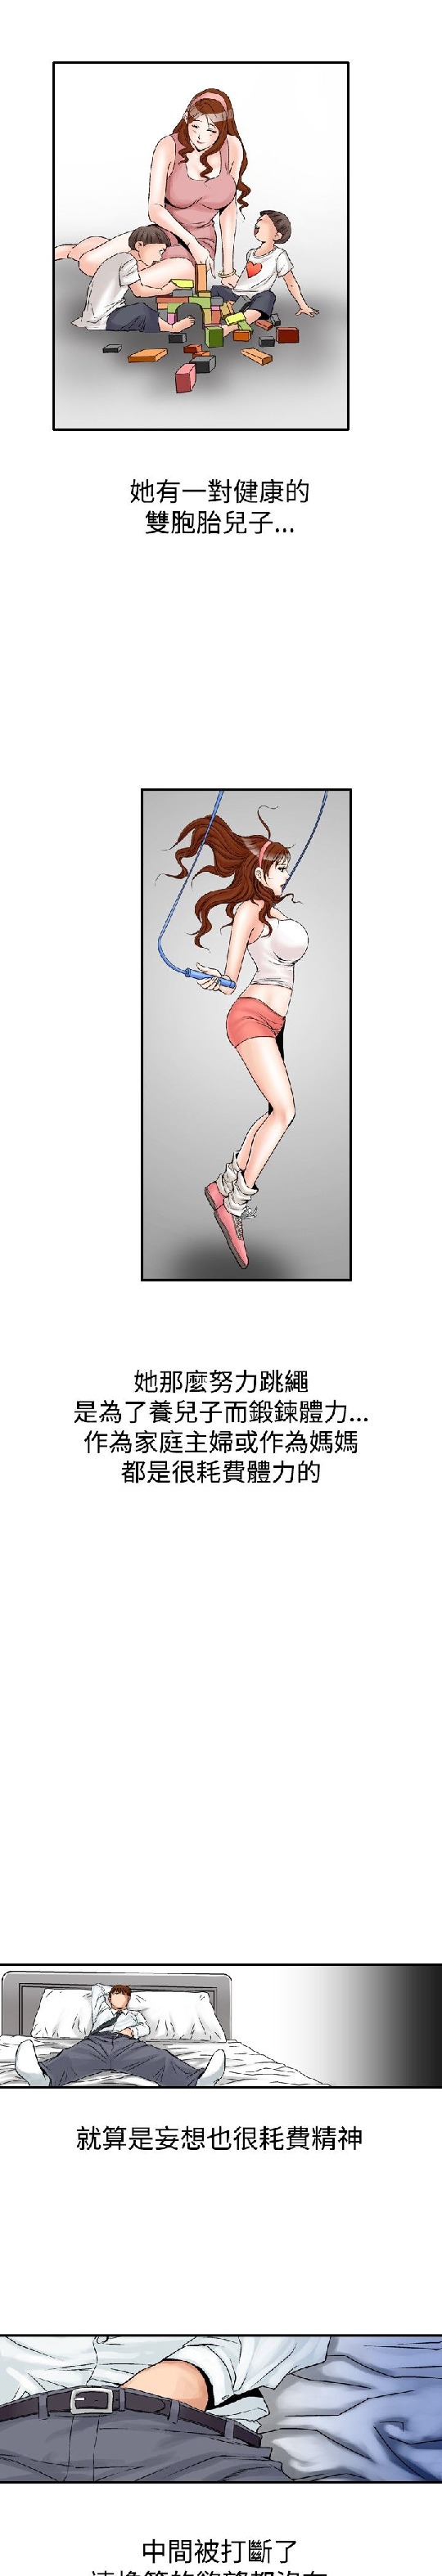 她有一對健康的
雙胞胎兒子...
她那麼努力跳繩
是為了養兒子而鍛鍊體力...
作為家庭主婦或作為媽媽
都是很耗費體力的
就算是妄想也很耗費精神
中間被打斷了